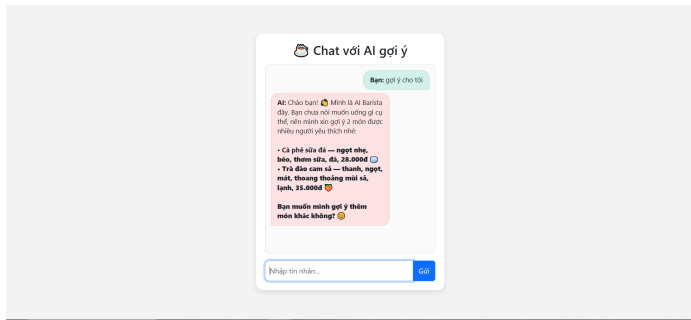 Chat với AI gợi ý
Bạn: gợi ý cho tôi
AI: Chào bạn! Mình là AI Barista
đây. Bạn chưa nói muốn uống gì cụ
thể, nên mình xin gợi ý 2 món được
nhiều người yêu thích nhé:
• Cà phê sữa đá — ngọt nhẹ,
béo, thơm sữa, đá, 28.000đ
• Trà đào cam sả — thanh, ngọt,
mát, thoang thoảng mùi sả,
lạnh, 35.000đ
Bạn muốn mình gợi ý thêm
món khác không?
Nhập tin nhắn...
Gửi